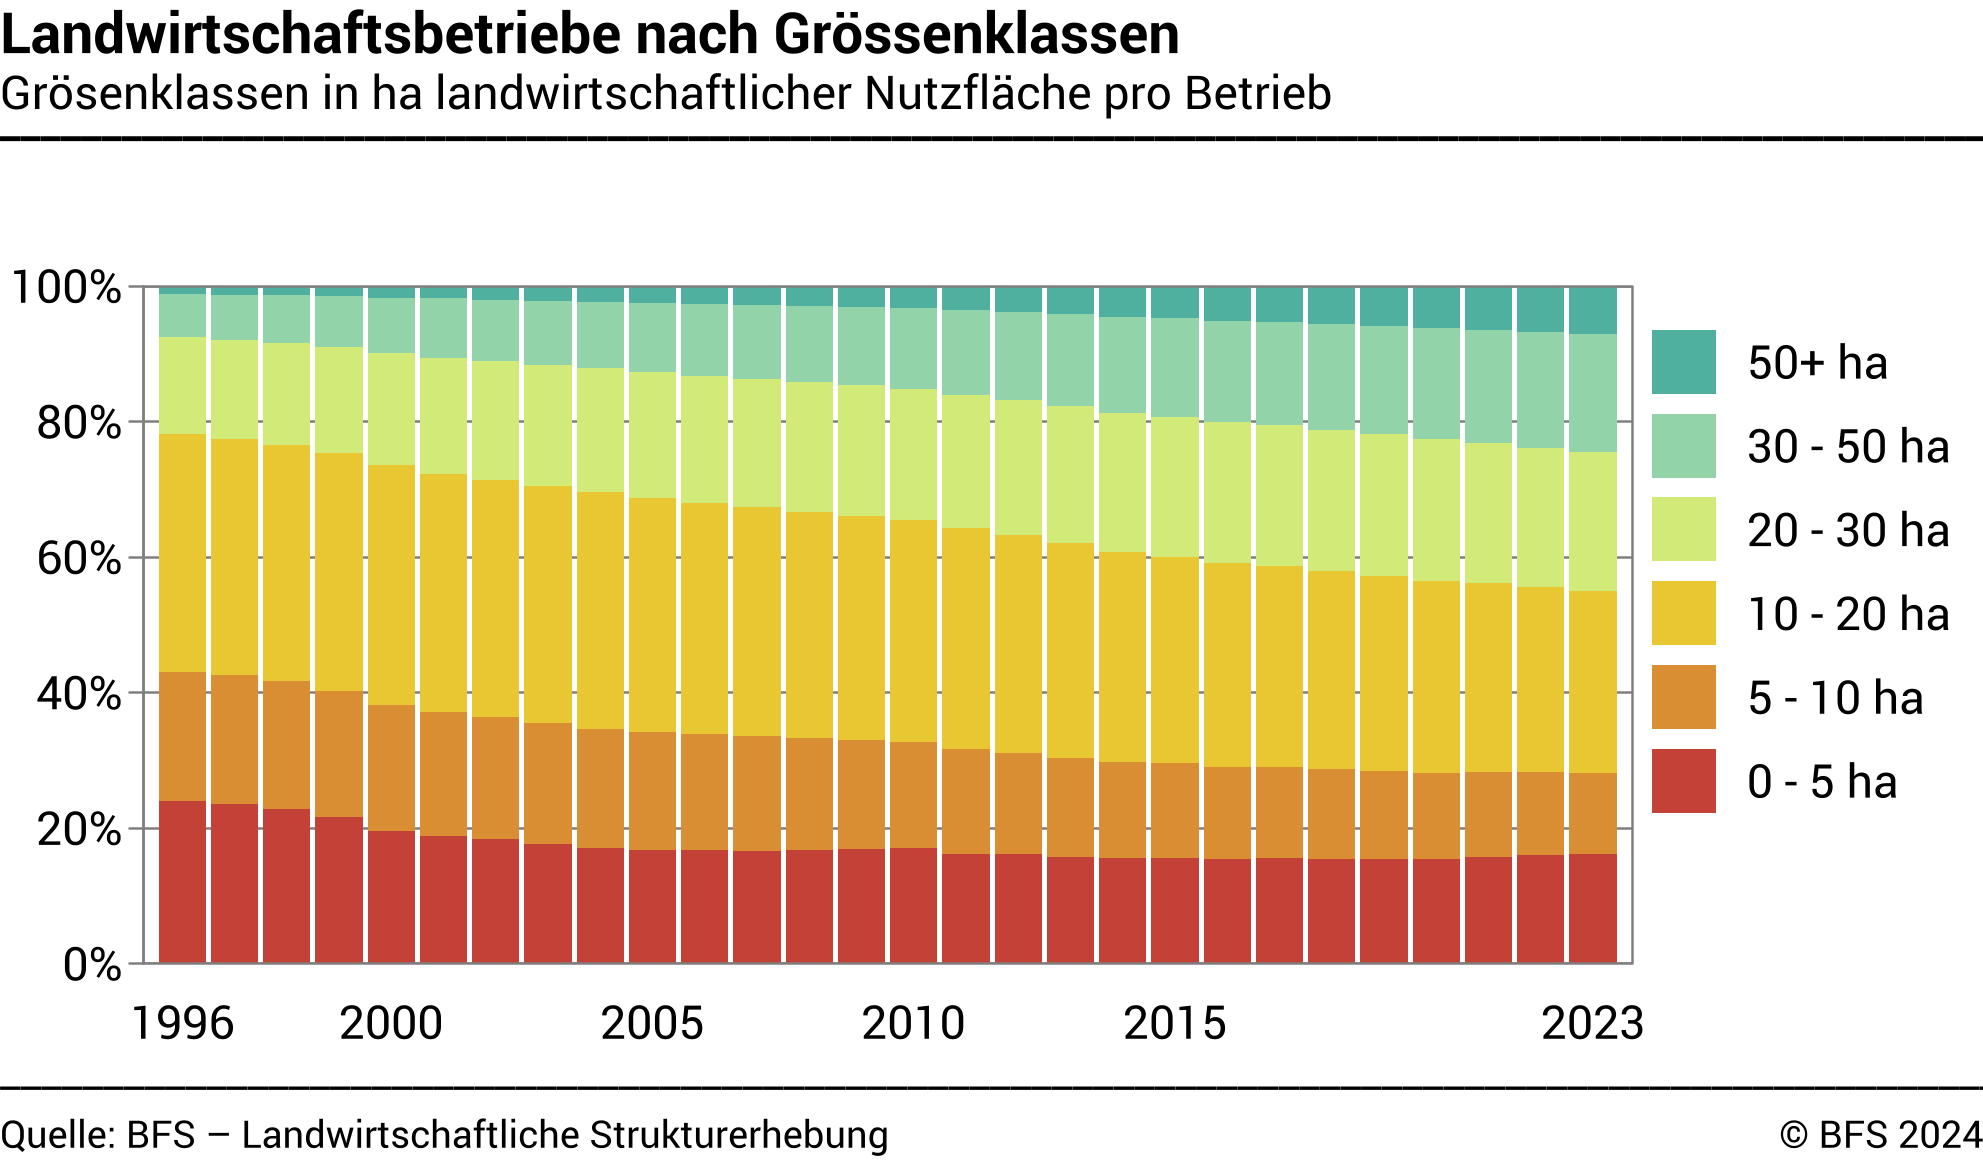 Landwirtschaftsbetriebe nach Grössenklassen
Grösenklassen in ha landwirtschaftlicher Nutzfläche pro Betrieb
100%
80%
60%
40%
20%
0%
50+ ha
30 - 50 ha
20 - 30 ha
10 - 20 ha
5 - 10 ha
0 - 5 ha
1996 2000 2005 2010 2015 2023
Quelle: BFS – Landwirtschaftliche Strukturerhebung © BFS 2024